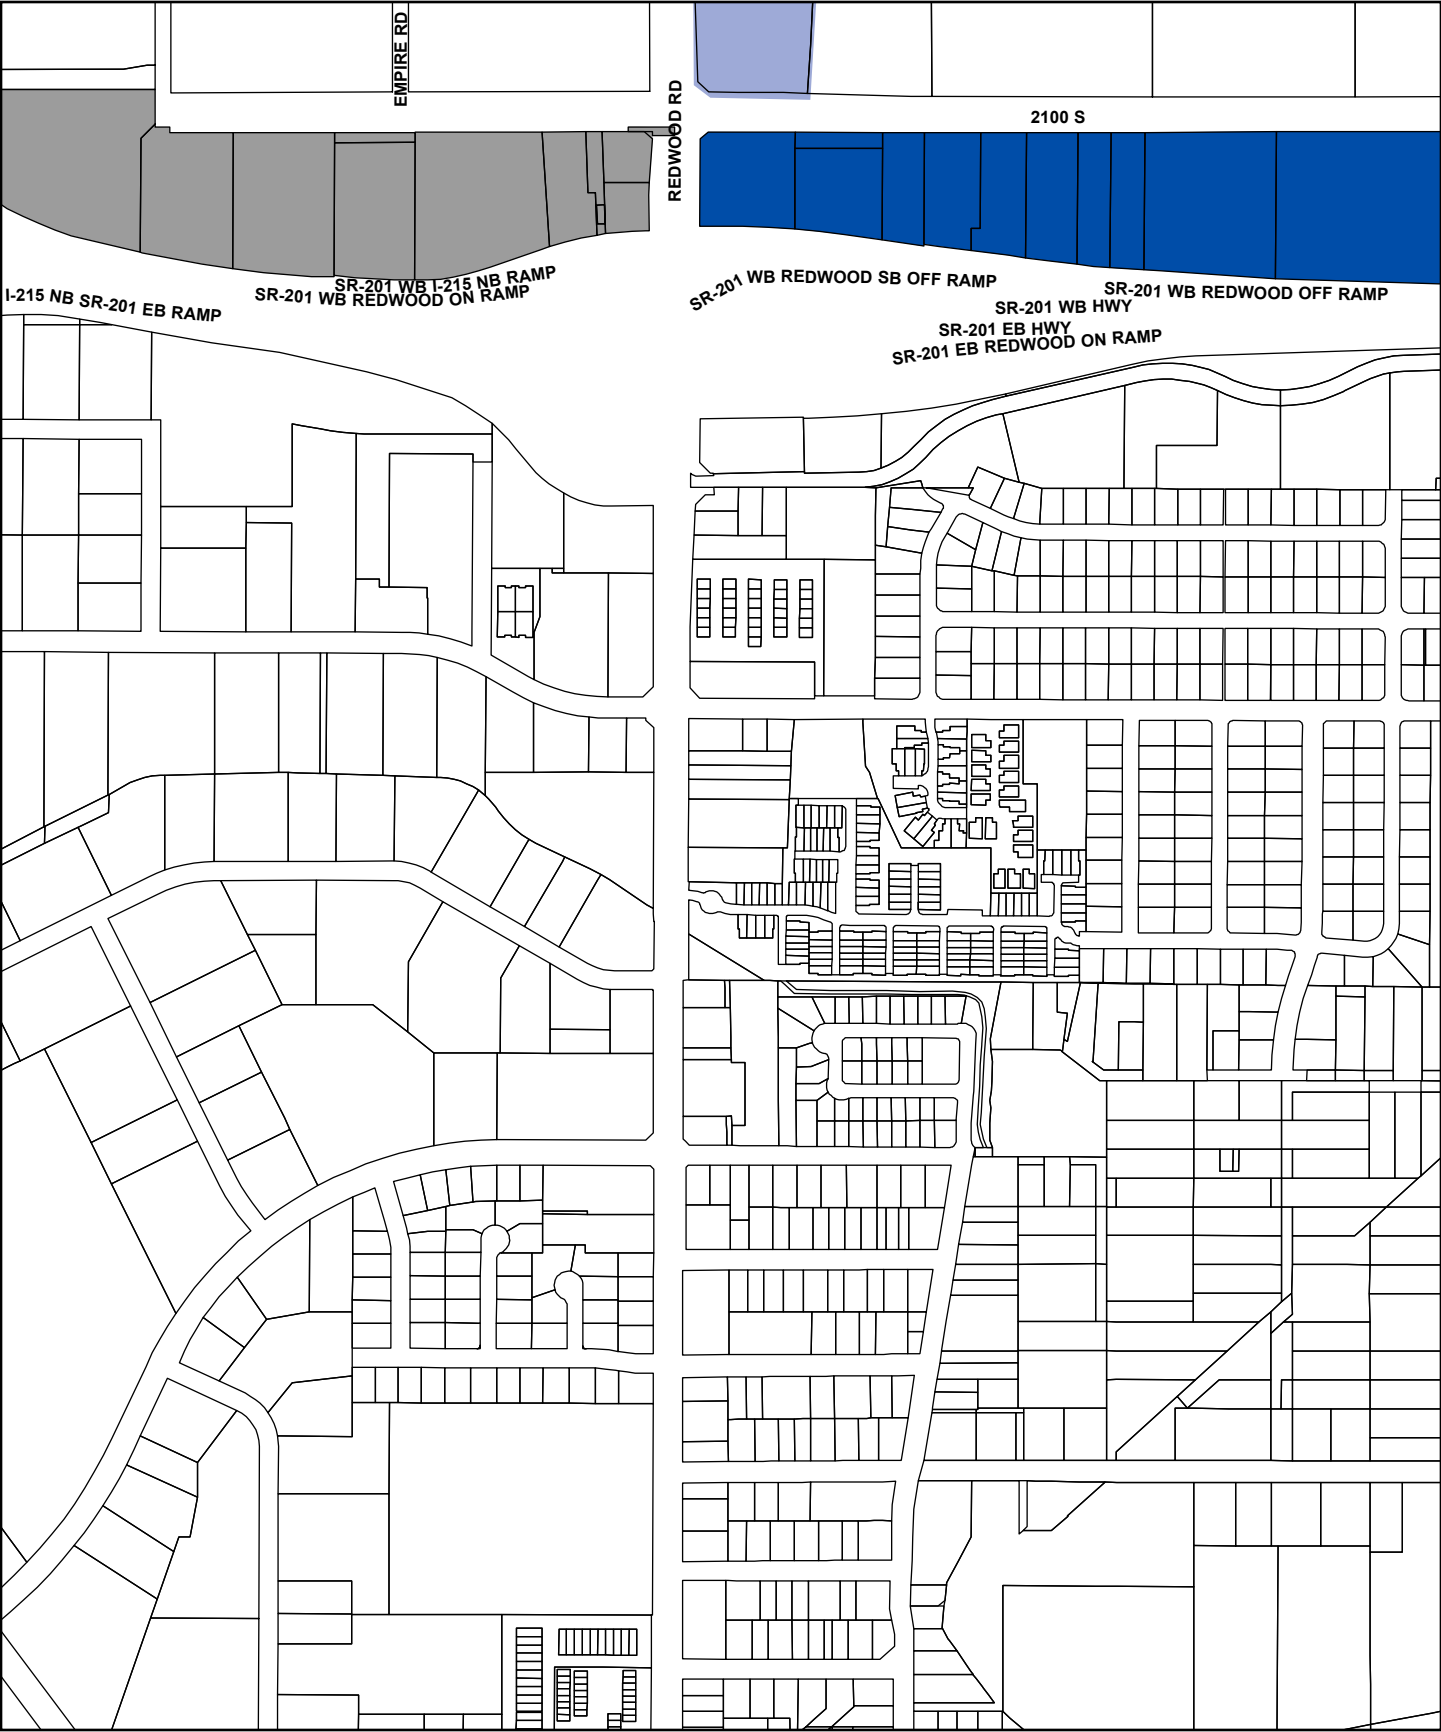 EMPIRE RD
REDWOOD RD
2100 S
SR-201 WB I-215 NB RAMP
SR-201 WB REDWOOD ON RAMP
I-215 NB SR-201 EB RAMP
SR-201 WB REDWOOD SB OFF RAMP
SR-201 WB REDWOOD OFF RAMP
SR-201 WB HWY
SR-201 EB HWY
SR-201 EB REDWOOD ON RAMP